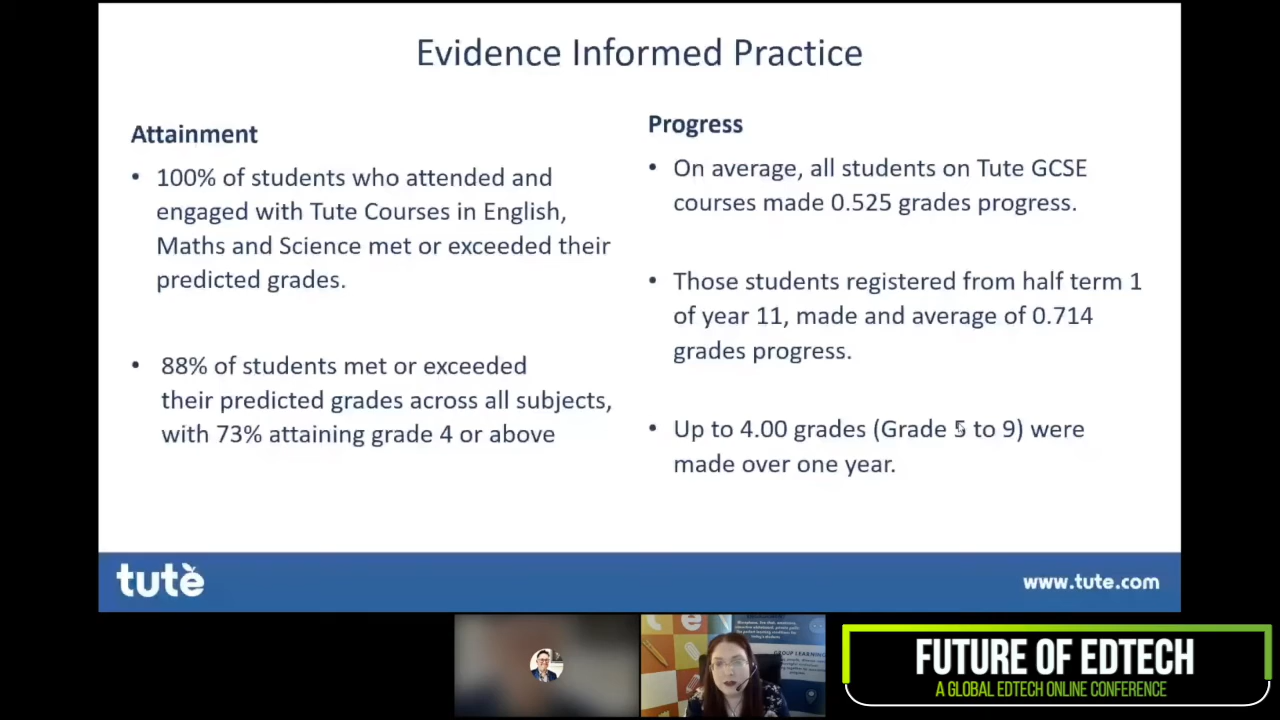 Evidence Informed Practice
Attainment
• 100% of students who attended and
engaged with Tute Courses in English,
Maths and Science met or exceeded their
predicted grades.
• 88% of students met or exceeded
their predicted grades across all subjects,
with 73% attaining grade 4 or above
Progress
• On average, all students on Tute GCSE
courses made 0.525 grades progress.
• Those students registered from half term 1
of year 11, made and average of 0.714
grades progress.
• Up to 4.00 grades (Grade 5 to 9) were
made over one year.
tutè
www.tute.com
GROUP LEARNING
FUTURE OF EDTECH
A GLOBAL EDTECH ONLINE CONFERENCE